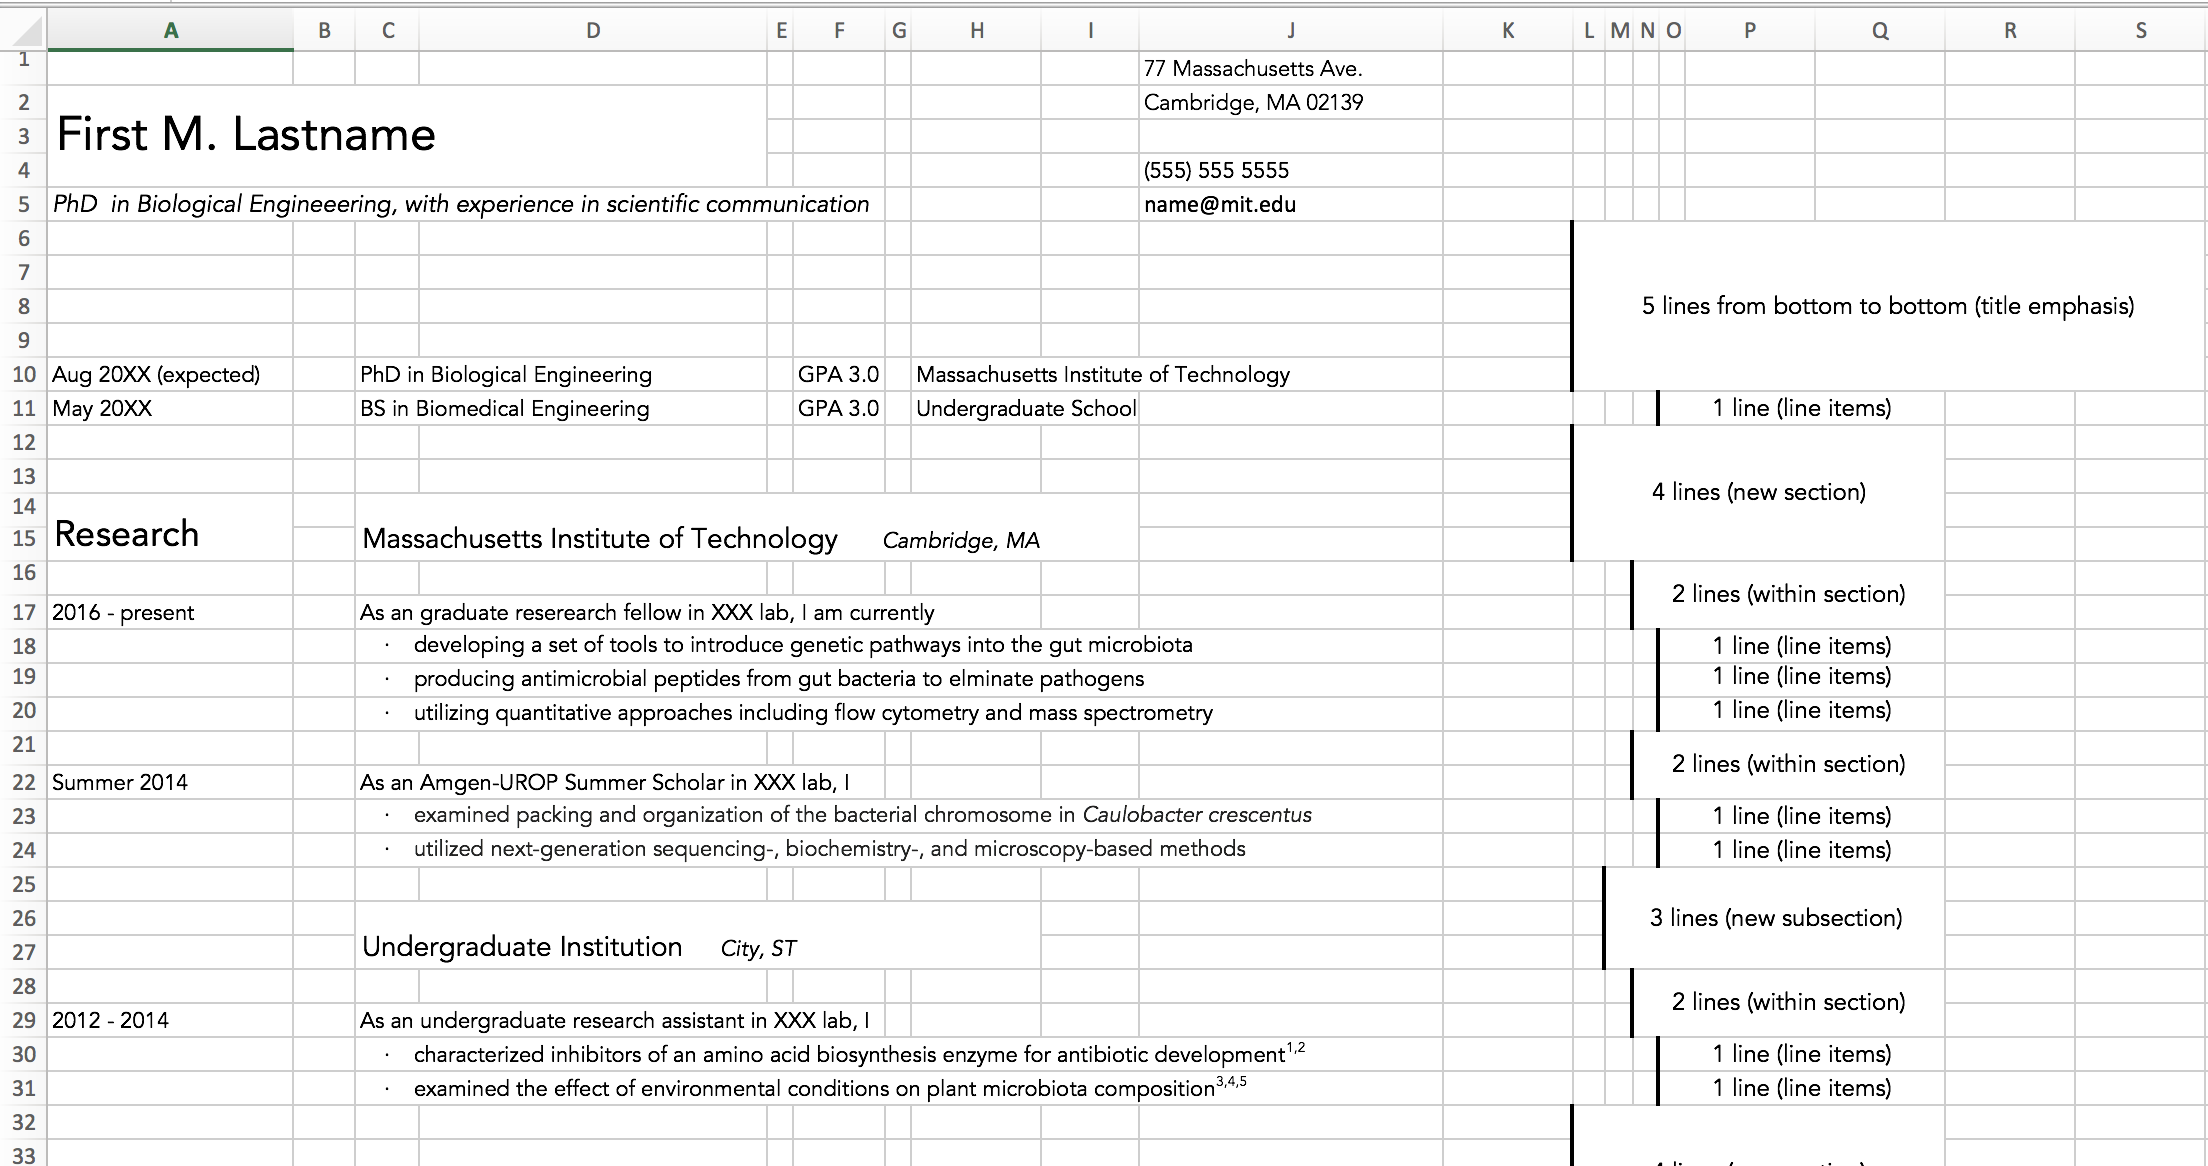 A B C D E F G H I J K L M N O P Q R S
1 77 Massachusetts Ave.
2 Cambridge, MA 02139
3 First M. Lastname
4 (555) 555 5555
5 PhD in Biological Engineeering, with experience in scientific communication name@mit.edu
6
7
8 5 lines from bottom to bottom (title emphasis)
9
10 Aug 20XX (expected) PhD in Biological Engineering GPA 3.0 Massachusetts Institute of Technology
11 May 20XX BS in Biomedical Engineering GPA 3.0 Undergraduate School 1 line (line items)
12
13
14 4 lines (new section)
15 Research Massachusetts Institute of Technology Cambridge, MA
16
2 lines (within section)
17 2016 - present As an graduate reserearch fellow in XXX lab, I am currently
18 · developing a set of tools to introduce genetic pathways into the gut microbiota 1 line (line items)
19 · producing antimicrobial peptides from gut bacteria to elminate pathogens 1 line (line items)
20 · utilizing quantitative approaches including flow cytometry and mass spectrometry 1 line (line items)
21
2 lines (within section)
22 Summer 2014 As an Amgen-UROP Summer Scholar in XXX lab, I
23 · examined packing and organization of the bacterial chromosome in Caulobacter crescentus 1 line (line items)
24 · utilized next-generation sequencing-, biochemistry-, and microscopy-based methods 1 line (line items)
25
26 3 lines (new subsection)
27 Undergraduate Institution City, ST
28
2 lines (within section)
29 2012 - 2014 As an undergraduate research assistant in XXX lab, I
30 · characterized inhibitors of an amino acid biosynthesis enzyme for antibiotic development1,2 1 line (line items)
31 · examined the effect of environmental conditions on plant microbiota composition3,4,5 1 line (line items)
32
33